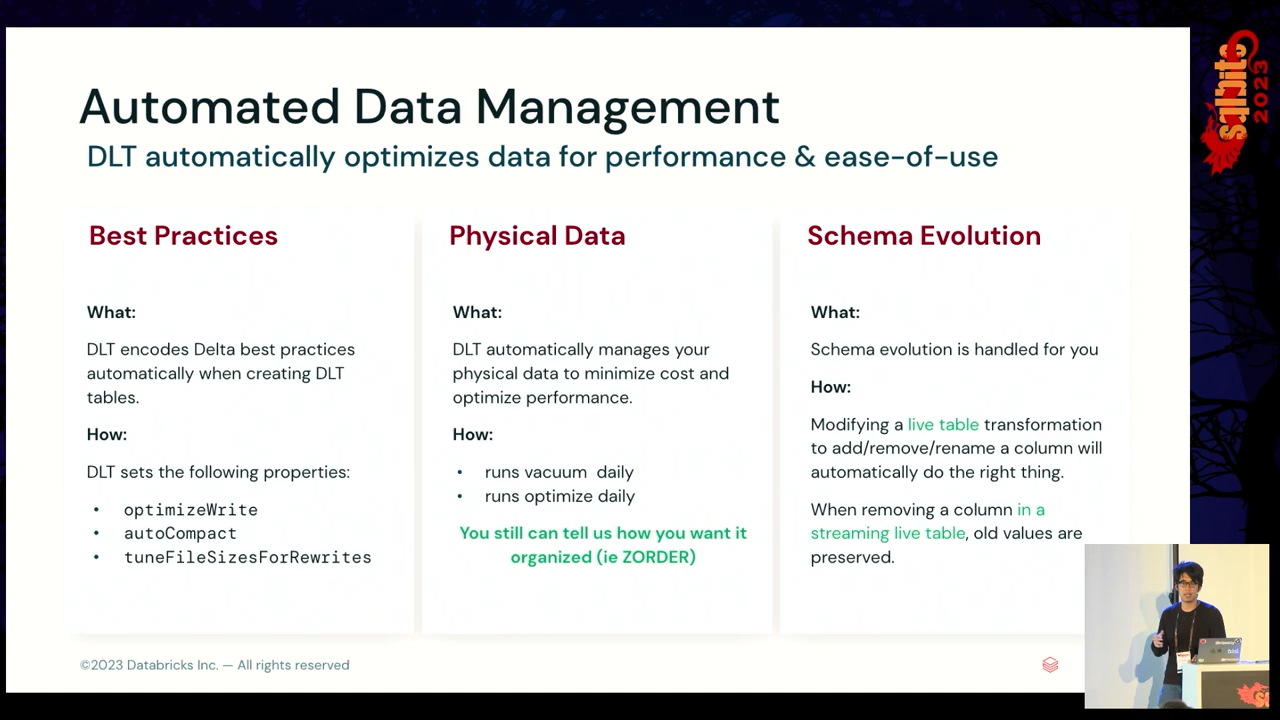 Automated Data Management
DLT automatically optimizes data for performance & ease-of-use
Best Practices
What:
DLT encodes Delta best practices
automatically when creating DLT
tables.
How:
DLT sets the following properties:
• optimizeWrite
• autoCompact
• tuneFileSizesForRewrites
Physical Data
What:
DLT automatically manages your
physical data to minimize cost and
optimize performance.
How:
• runs vacuum daily
• runs optimize daily
You still can tell us how you want it
organized (ie ZORDER)
Schema Evolution
What:
Schema evolution is handled for you
How:
Modifying a live table transformation
to add/remove/rename a column will
automatically do the right thing.
When removing a column in a
streaming live table, old values are
preserved.
©2023 Databricks Inc. — All rights reserved
sqlbits
2023